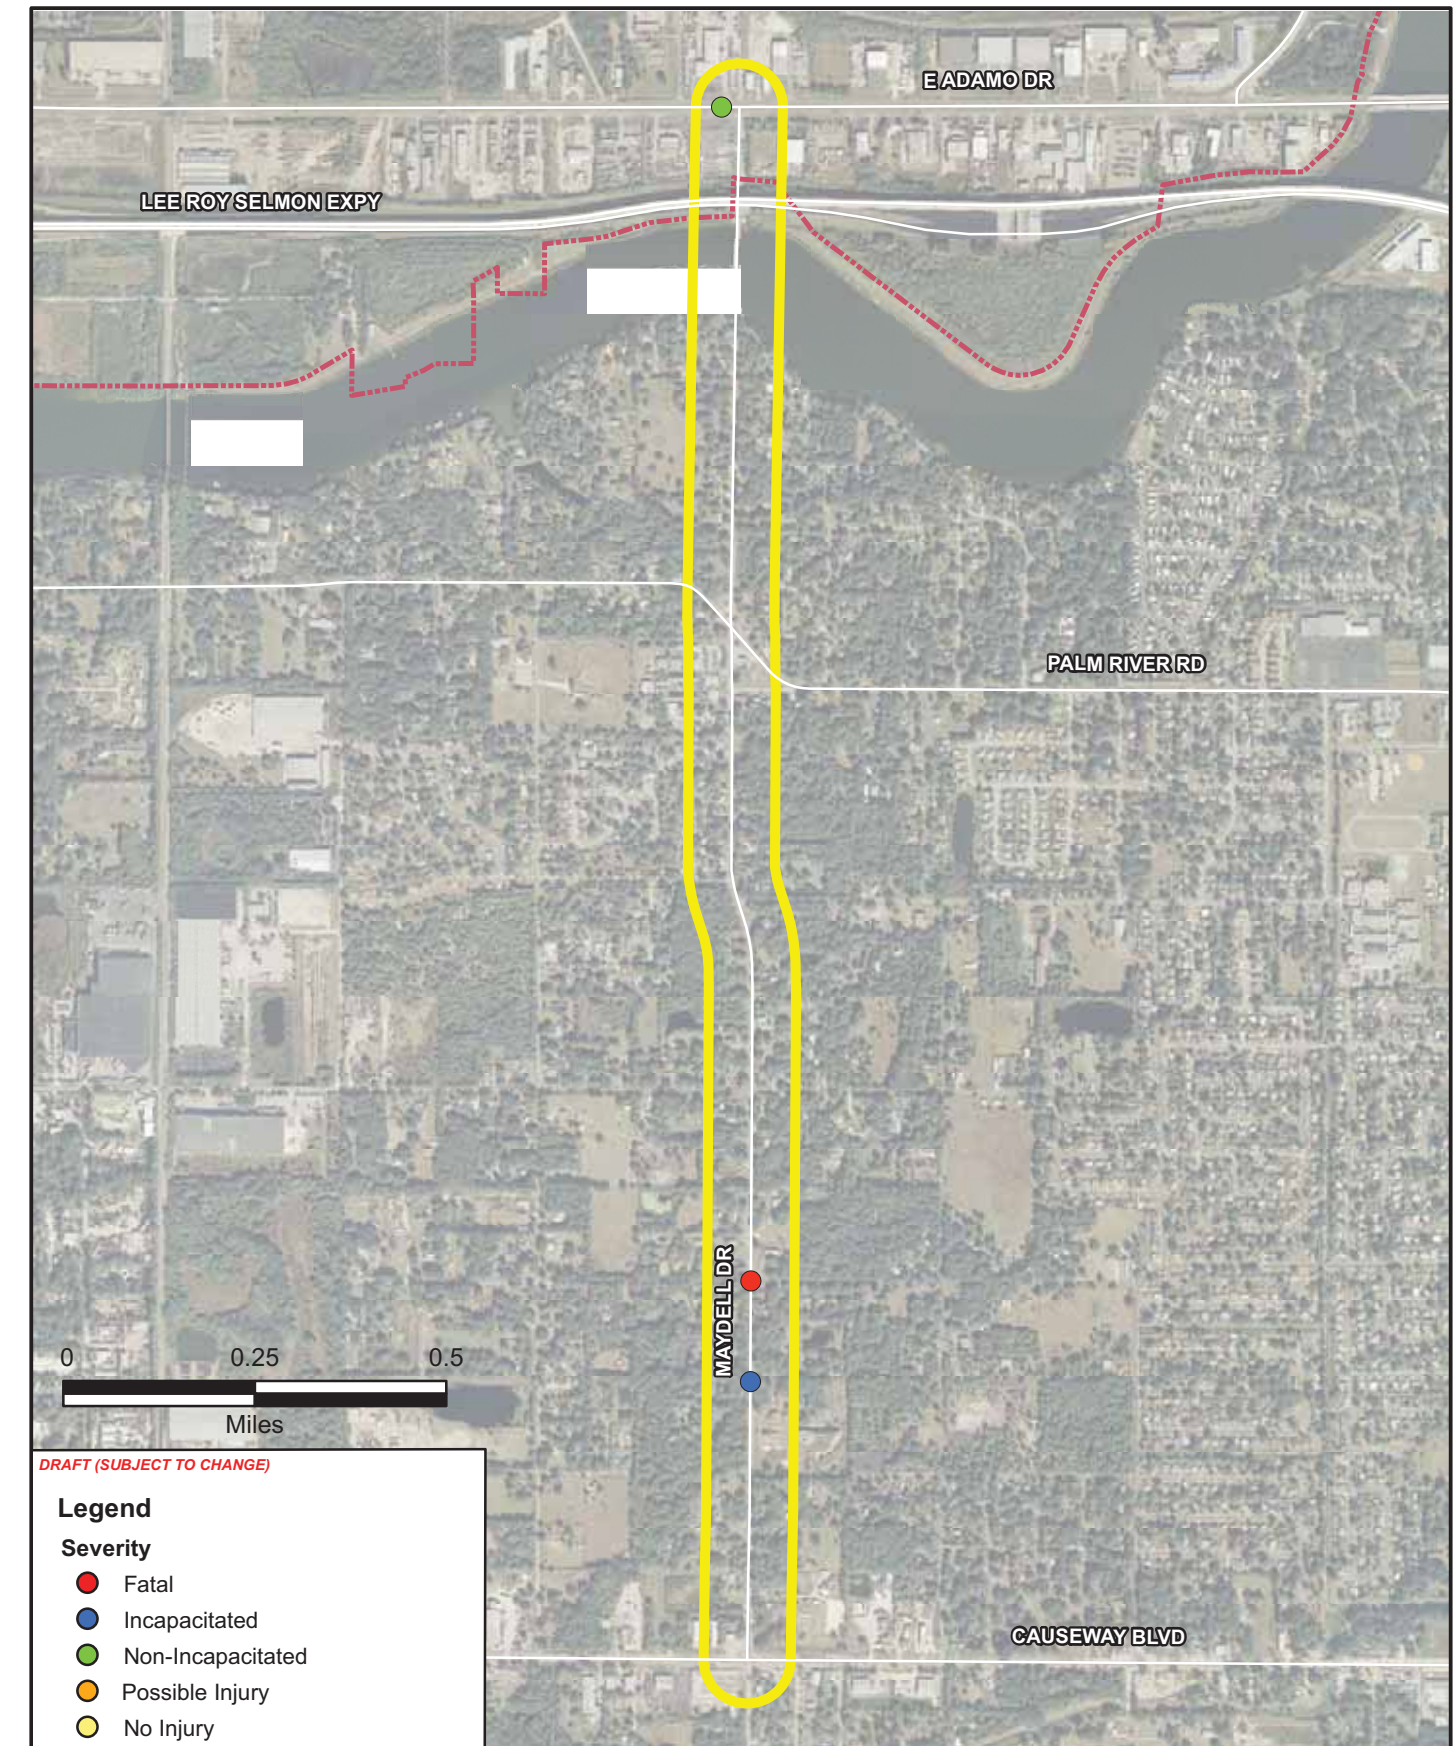 E ADAMO DR
LEE ROY SELMON EXPY
PALM RIVER RD
MAYDELL DR
0 0.25 0.5
Miles
DRAFT (SUBJECT TO CHANGE)
Legend
Severity
Fatal
Incapacitated
Non-Incapacitated
Possible Injury
No Injury
CAUSEWAY BLVD